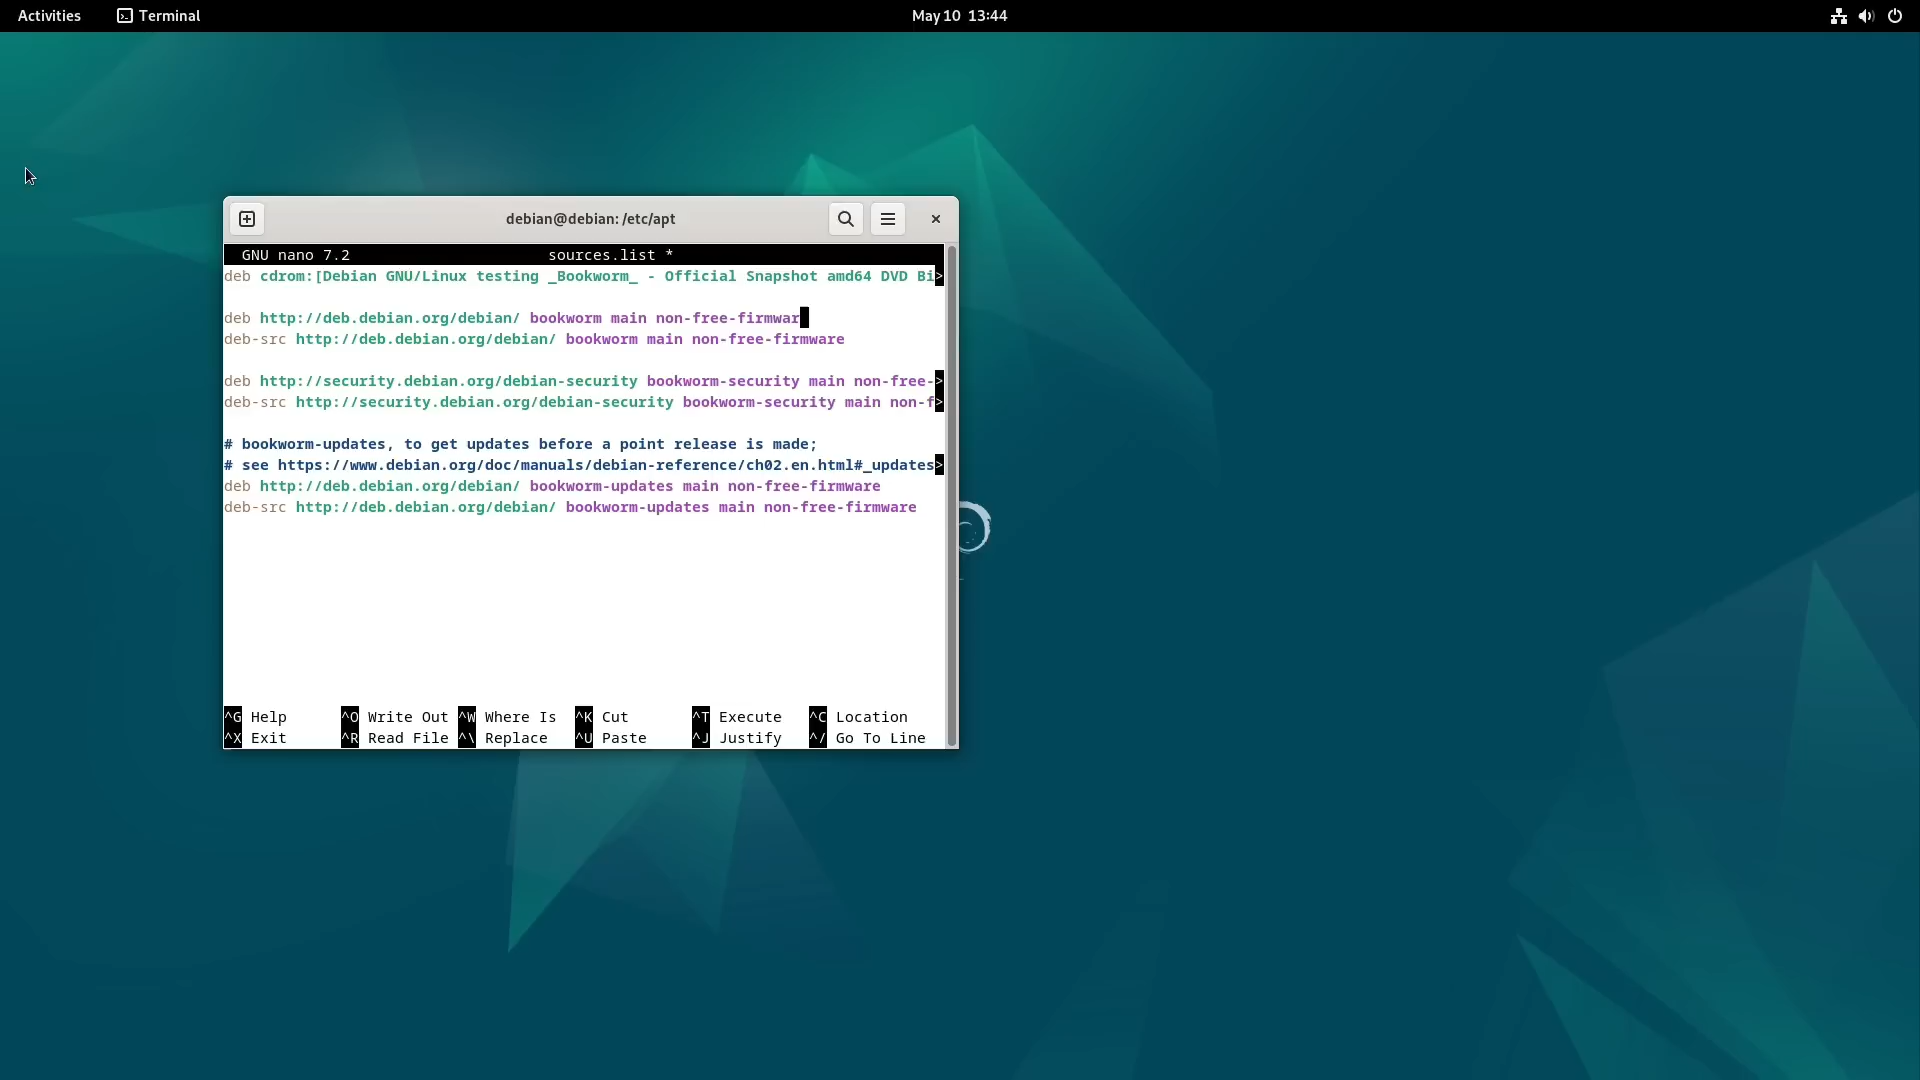 Activities Terminal May 10 13:44
debian@debian: /etc/apt
GNU nano 7.2 sources.list *
deb cdrom:[Debian GNU/Linux testing _Bookworm_ - Official Snapshot amd64 DVD Bi>
deb http://deb.debian.org/debian/ bookworm main non-free-firmwar
deb-src http://deb.debian.org/debian/ bookworm main non-free-firmware
deb http://security.debian.org/debian-security bookworm-security main non-free->
deb-src http://security.debian.org/debian-security bookworm-security main non-f>
# bookworm-updates, to get updates before a point release is made;
# see https://www.debian.org/doc/manuals/debian-reference/ch02.en.html#_updates>
deb http://deb.debian.org/debian/ bookworm-updates main non-free-firmware
deb-src http://deb.debian.org/debian/ bookworm-updates main non-free-firmware
^G Help ^O Write Out ^W Where Is ^K Cut ^T Execute ^C Location
^X Exit ^R Read File ^\ Replace ^U Paste ^J Justify ^/ Go To Line